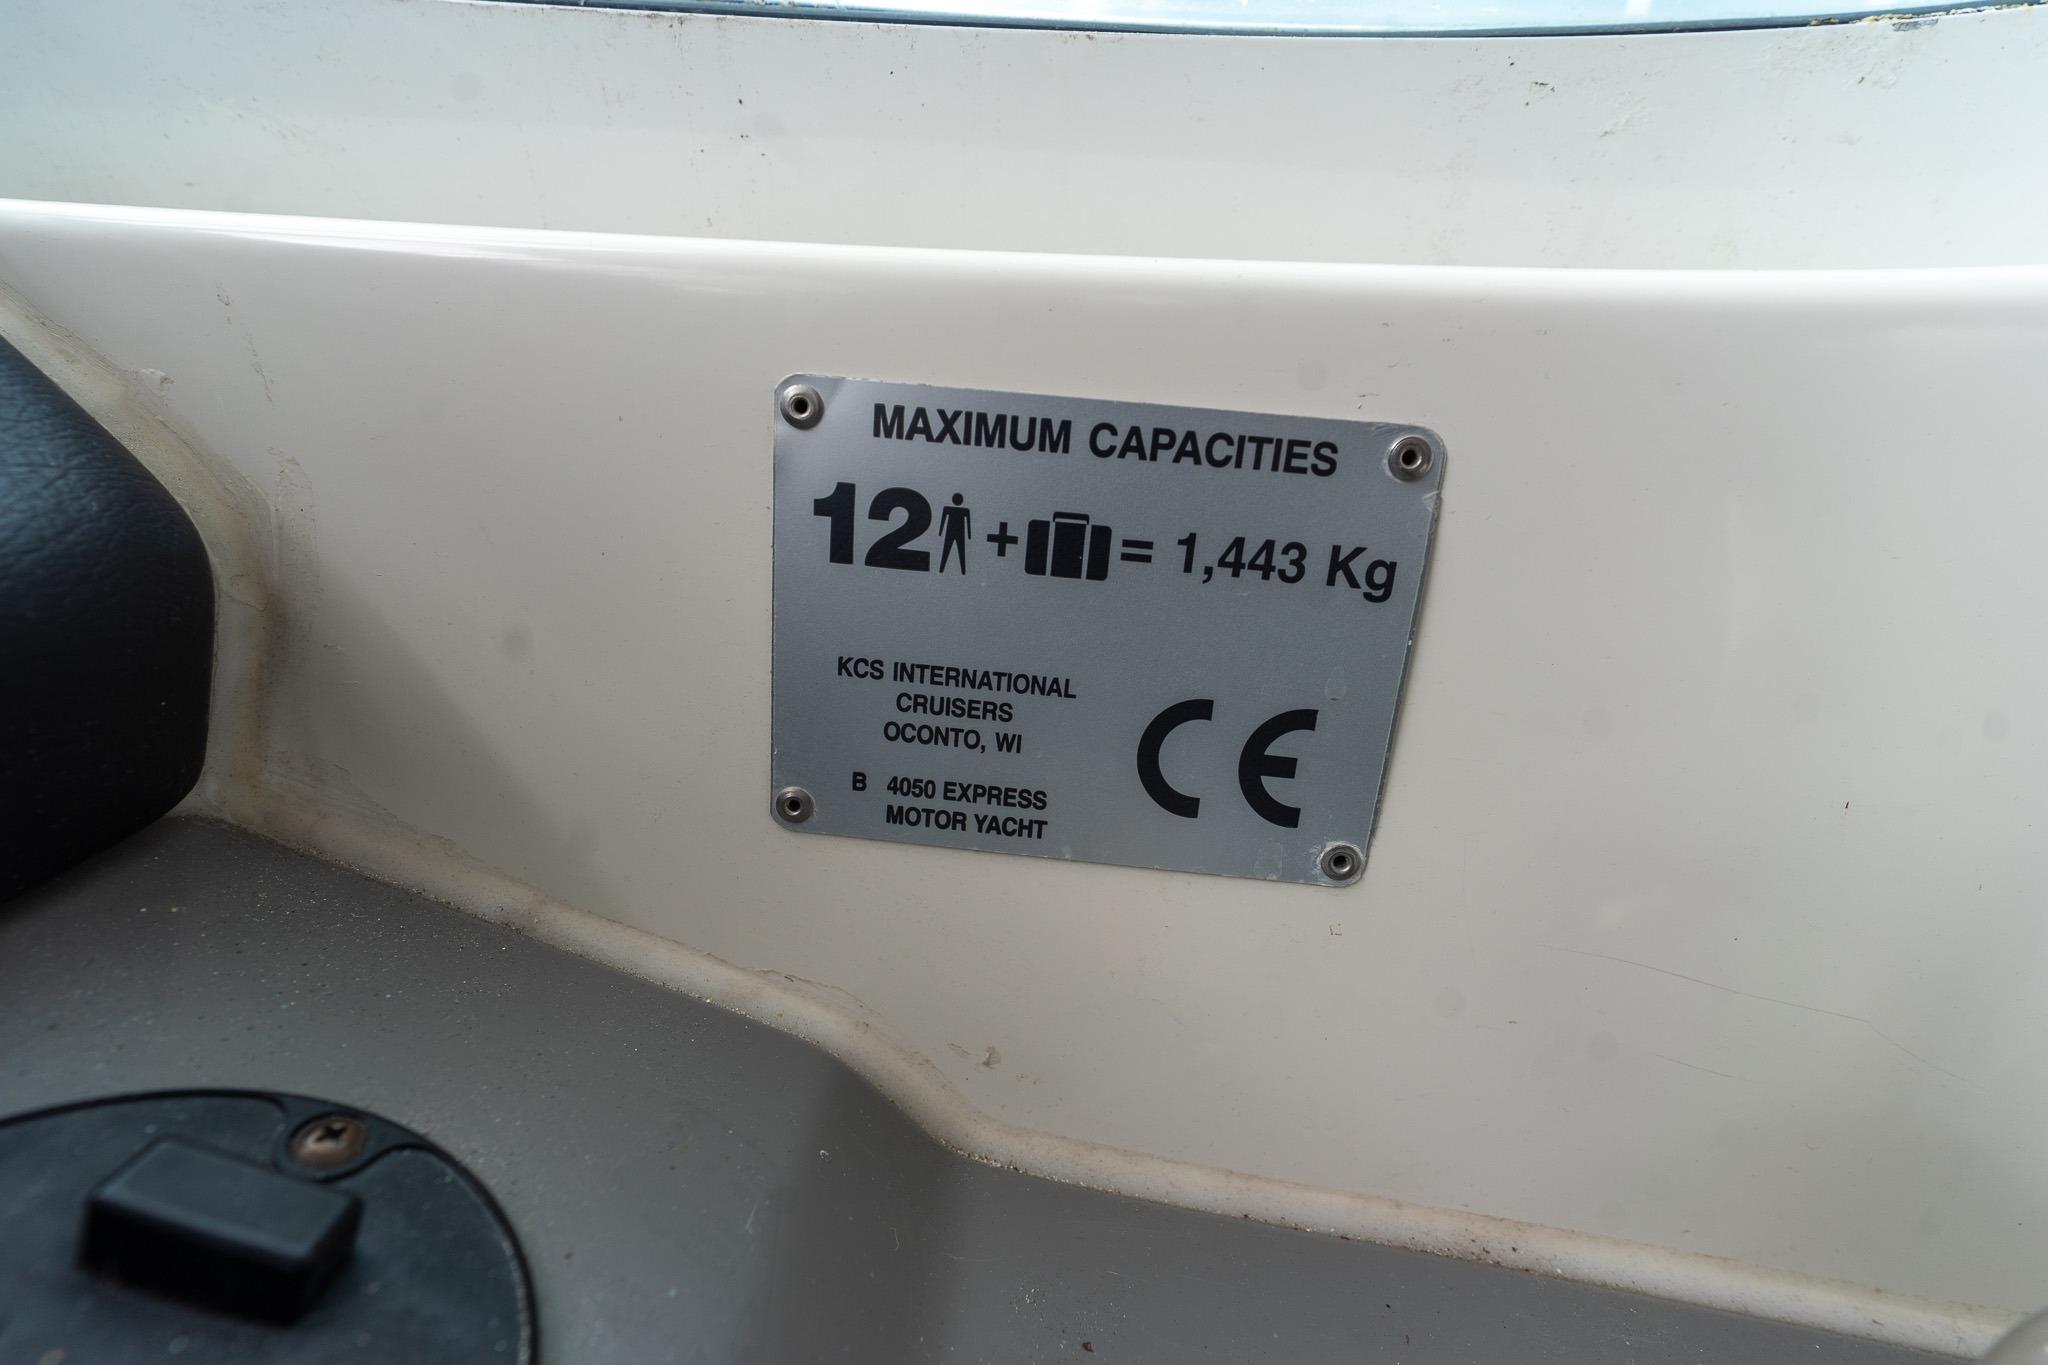 MAXIMUM CAPACITIES
12 + = 1,443 Kg
KCS INTERNATIONAL
CRUISERS
OCONTO, WI
B 4050 EXPRESS
MOTOR YACHT
CE